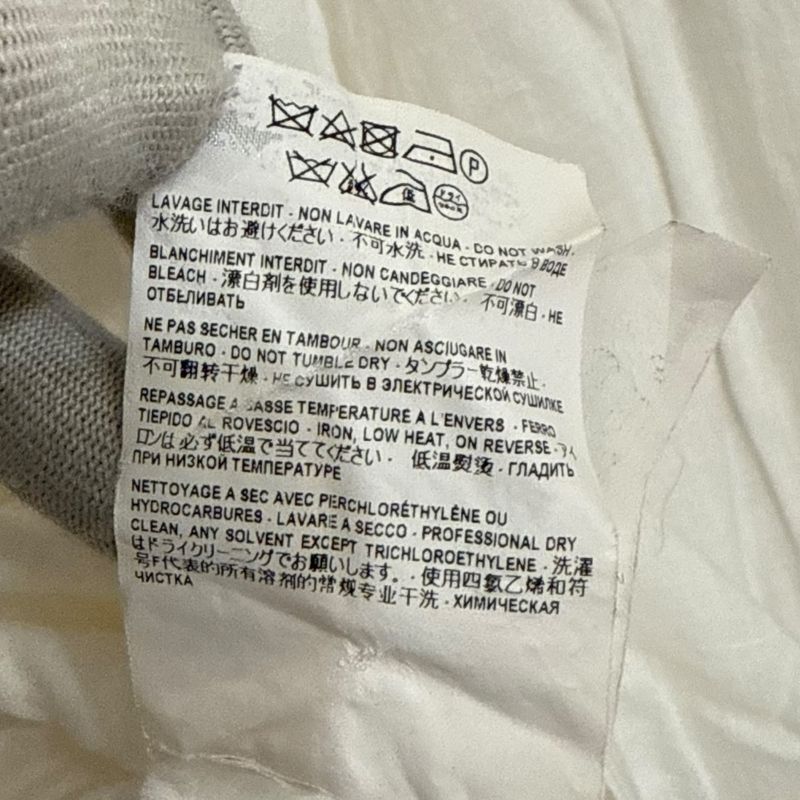 P
低
ドライ
LAVAGE INTERDIT - NON LAVARE IN ACQUA - DO NOT WASH -
水洗いはお避けください - 不可水洗 - НЕ СТИРАТЬ В ВОДЕ
BLANCHIMENT INTERDIT - NON CANDEGGIARE - DO NOT
BLEACH - 漂白剤を使用しないでください - 不可漂白 - НЕ
ОТБЕЛИВАТЬ
NE PAS SECHER EN TAMBOUR - NON ASCIUGARE IN
TAMBURO - DO NOT TUMBLE DRY - タンブラー乾燥禁止 -
不可翻转干燥 - НЕ СУШИТЬ В ЭЛЕКТРИЧЕСКОЙ СУШИЛКЕ
REPASSAGE A BASSE TEMPERATURE A L'ENVERS - FERRO
TIEPIDO AL ROVESCIO - IRON, LOW HEAT, ON REVERSE - アイ
ロンは必ず低温で当ててください - 低温熨烫 - ГЛАДИТЬ
ПРИ НИЗКОЙ ТЕМПЕРАТУРЕ
NETTOYAGE A SEC AVEC PERCHLORÉTHYLÈNE OU
HYDROCARBURES - LAVARE A SECCO - PROFESSIONAL DRY
CLEAN, ANY SOLVENT EXCEPT TRICHLOROETHYLENE - 洗濯
はドライクリーニングでお願いします。 - 使用四氯乙烯和符
号F代表的所有溶剂的常规专业干洗 - ХИМИЧЕСКАЯ
ЧИСТКА